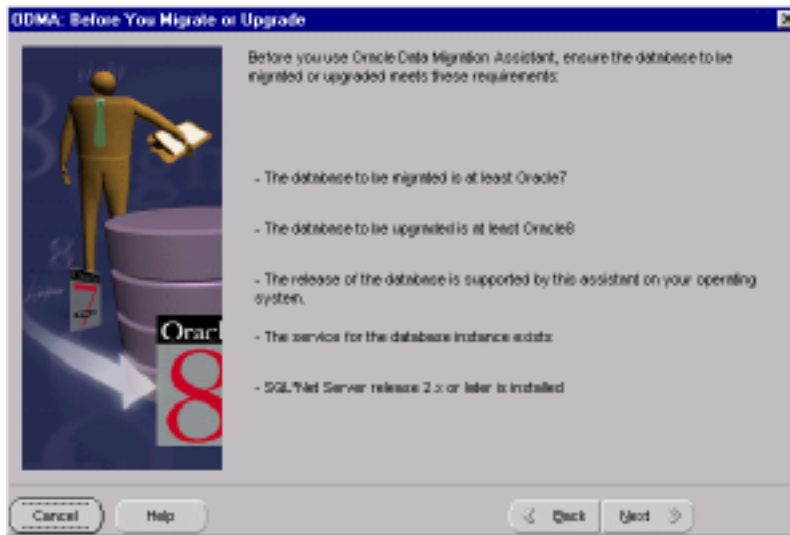 ODMA: Before You Migrate or Upgrade
Before you use Oracle Data Migration Assistant, ensure the database to be
migrated or upgraded meets these requirements:
- The database to be migrated is at least Oracle7
- The database to be upgraded is at least Oracle8
- The release of the database is supported by this assistant on your operating
system.
- The service for the database instance exists
- SQL*Net Server release 2.x or later is installed
8
8
7
Oracl
8
Cancel
Help
Back
Next